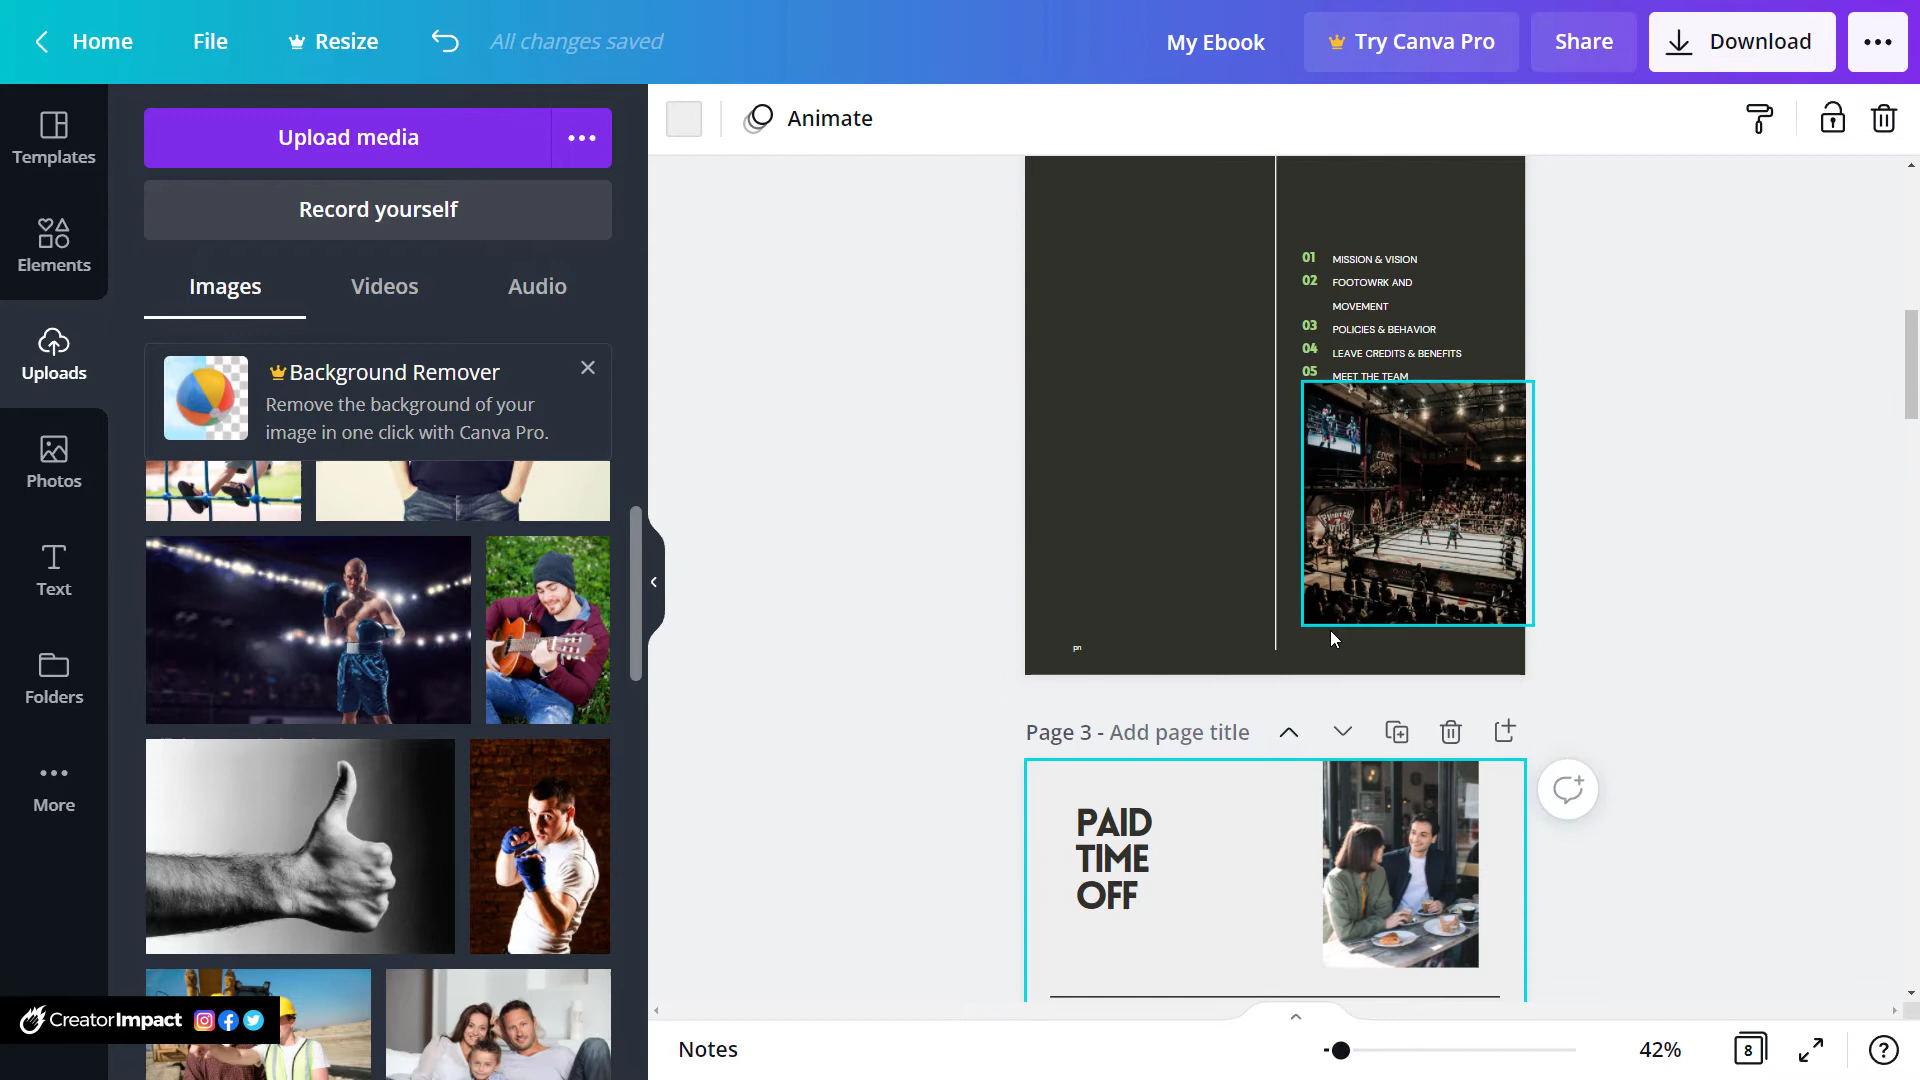 Home
File
Resize
All changes saved
My Ebook
Try Canva Pro
Share
Download
Templates
Elements
Uploads
Photos
Text
Folders
More
Upload media
Record yourself
Images
Videos
Audio
Background Remover
Remove the background of your
image in one click with Canva Pro.
Animate
01 MISSION & VISION
02 FOOTOWRK AND
MOVEMENT
03 POLICIES & BEHAVIOR
04 LEAVE CREDITS & BENEFITS
05 MEET THE TEAM
pn
Page 3 - Add page title
PAID
TIME
OFF
CreatorImpact
Notes
42%
8